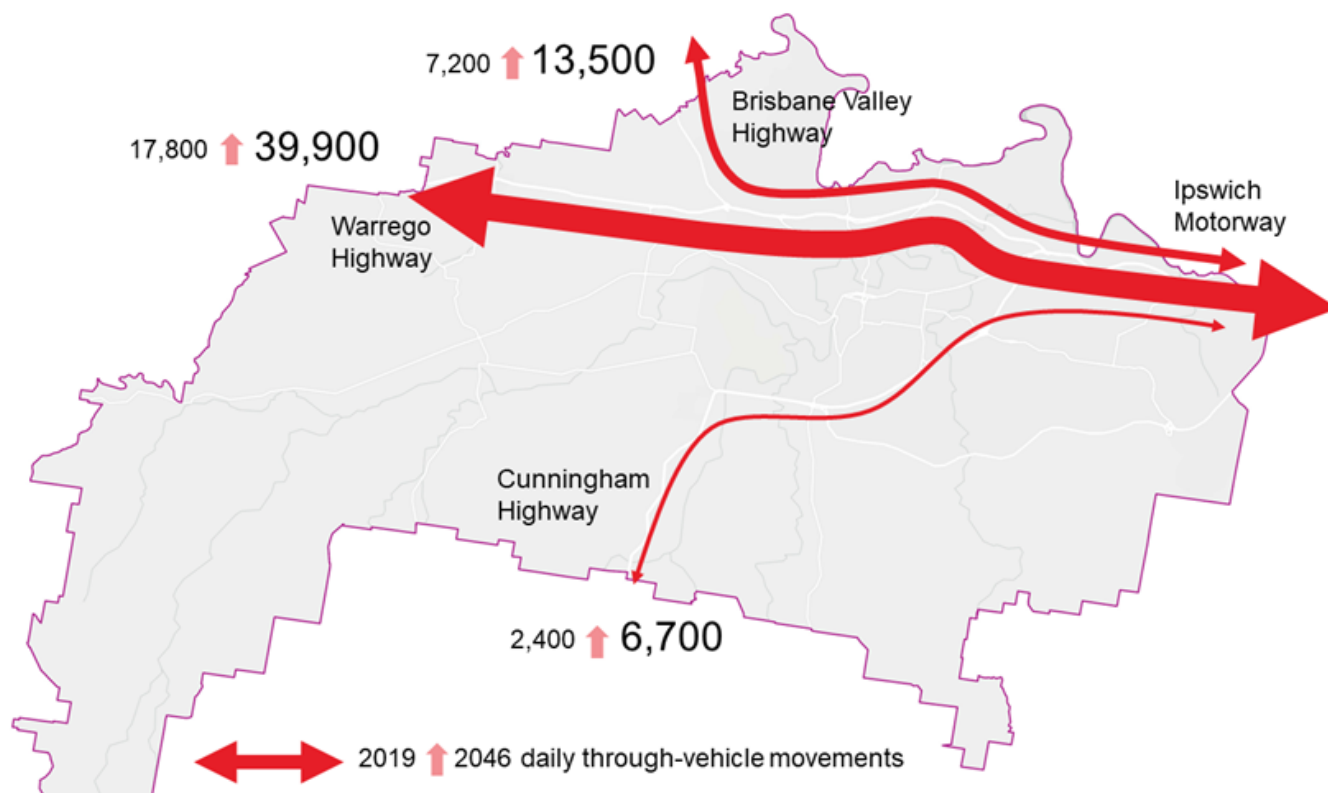 7,200 13,500
Brisbane Valley
Highway
17,800 39,900
Ipswich
Motorway
Warrego
Highway
Cunningham
Highway
2,400 6,700
2019 2046 daily through-vehicle movements